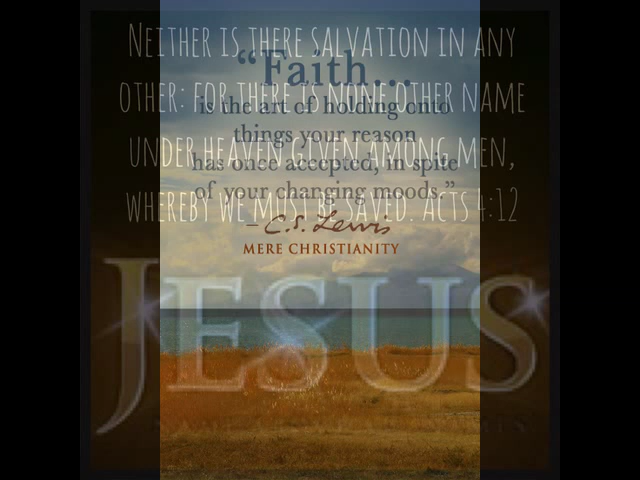 NEITHER IS THERE SALVATION IN ANY
OTHER: FOR THERE IS NONE OTHER NAME
UNDER HEAVEN GIVEN AMONG MEN,
WHEREBY WE MUST BE SAVED. ACTS 4:12
“Faith...
is the art of holding onto
things your reason
has once accepted, in spite
of your changing moods.”
– C.S. Lewis
MERE CHRISTIANITY
JESUS